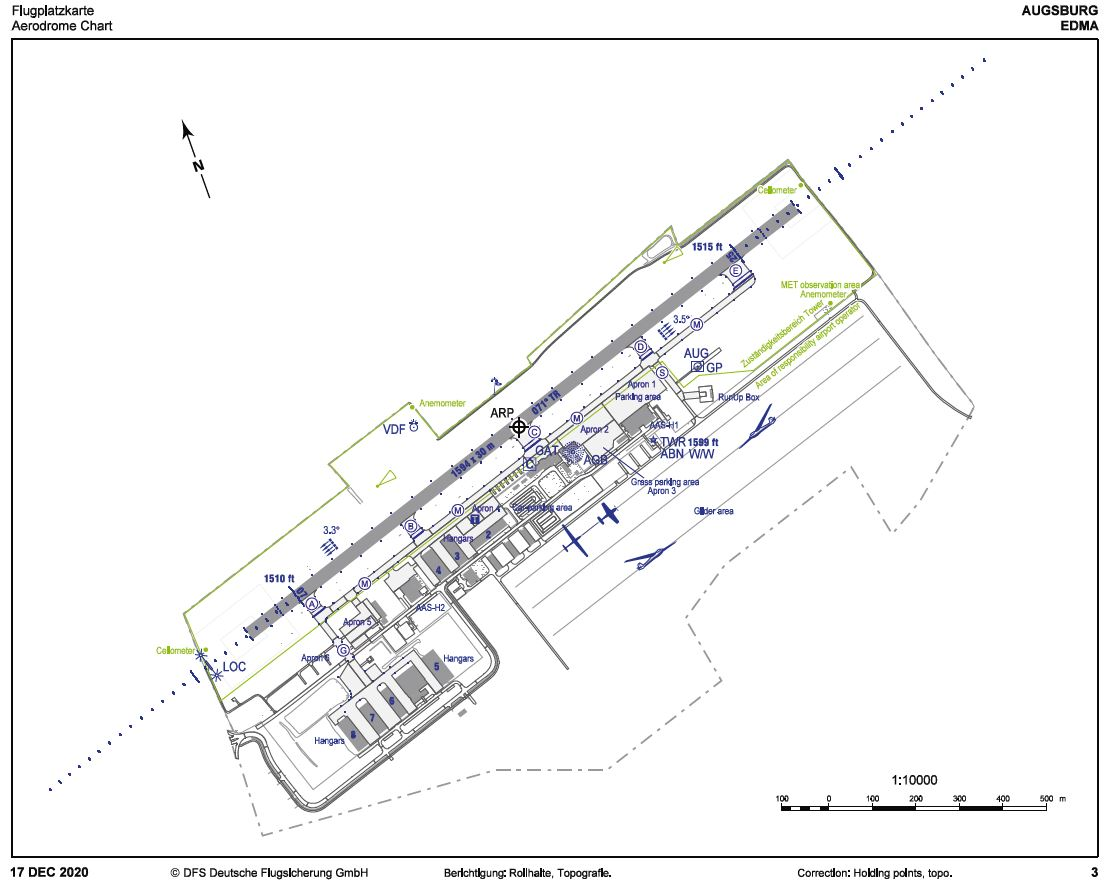 Flugplatzkarte
Aerodrome Chart
AUGSBURG
EDMA
N
Ceilometer
1515 ft
25
E
MET observation area
Anemometer
3.5°
M
Zuständigkeitsbereich Tower
Area of responsibility airport operator
D
AUG
GP
S
Apron 1
Parking area
RunUp Box
071° TR
Anemometer
ARP
VDF
M
C
Apron 2
AAS-H1
TWR 1599 ft
ABN W/W
GAT
C
AOB
1594 x 30 m
Grass parking area
Apron 3
M
Apron 4
Car parking area
Glider area
B
3.3°
Hangars
2
3
4
1510 ft
07
M
A
AAS-H2
Apron 5
G
Ceilometer
LOC
Apron 6
Hangars
5
6
7
8
Hangars
1:10000
100 0 100 200 300 400 500 m
17 DEC 2020
© DFS Deutsche Flugsicherung GmbH
Berichtigung: Rollhalte, Topografie.
Correction: Holding points, topo.
3